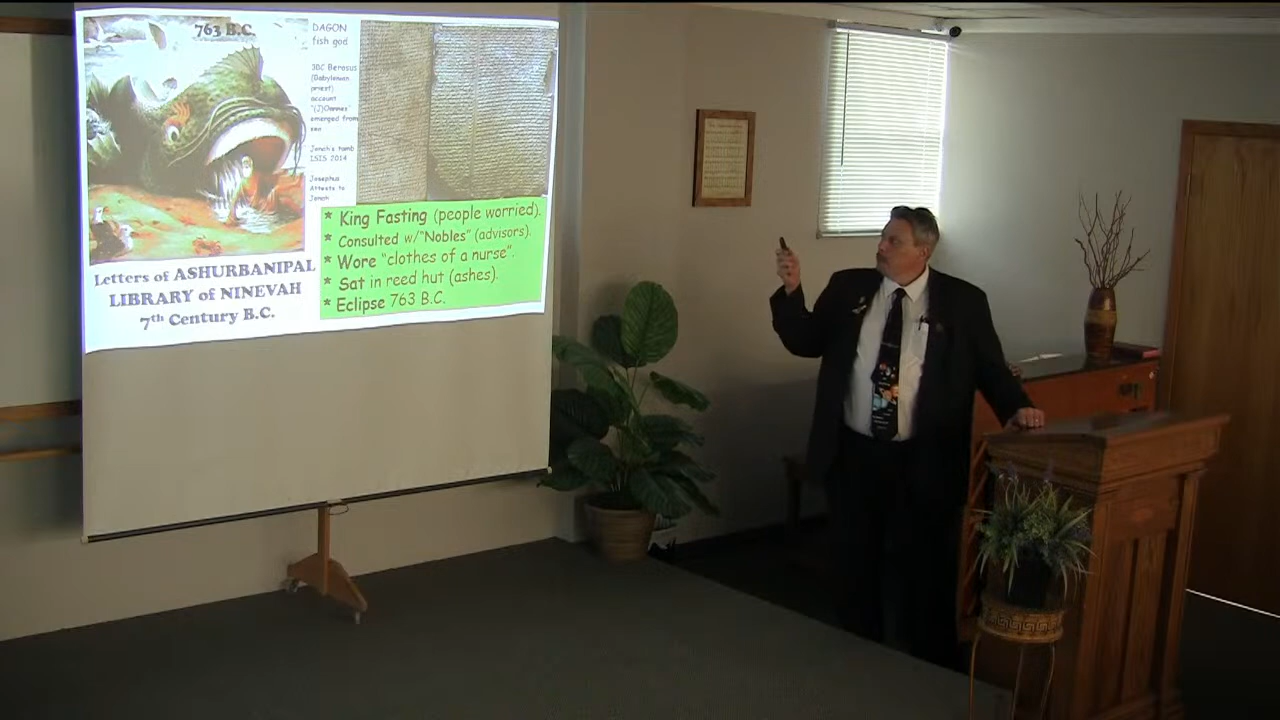 763 B.C.
DAGON
fish god
3DC Berosus
(Babylonian
priest)
account
"(J)Oannes"
emerged from
sea
Jonah's tomb
ISIS 2014
Josephus
Attests to
Jonah
* King Fasting (people worried).
* Consulted w/"Nobles" (advisors).
* Wore "clothes of a nurse".
* Sat in reed hut (ashes).
* Eclipse 763 B.C.
Letters of ASHURBANIPAL
LIBRARY of NINEVAH
7th Century B.C.